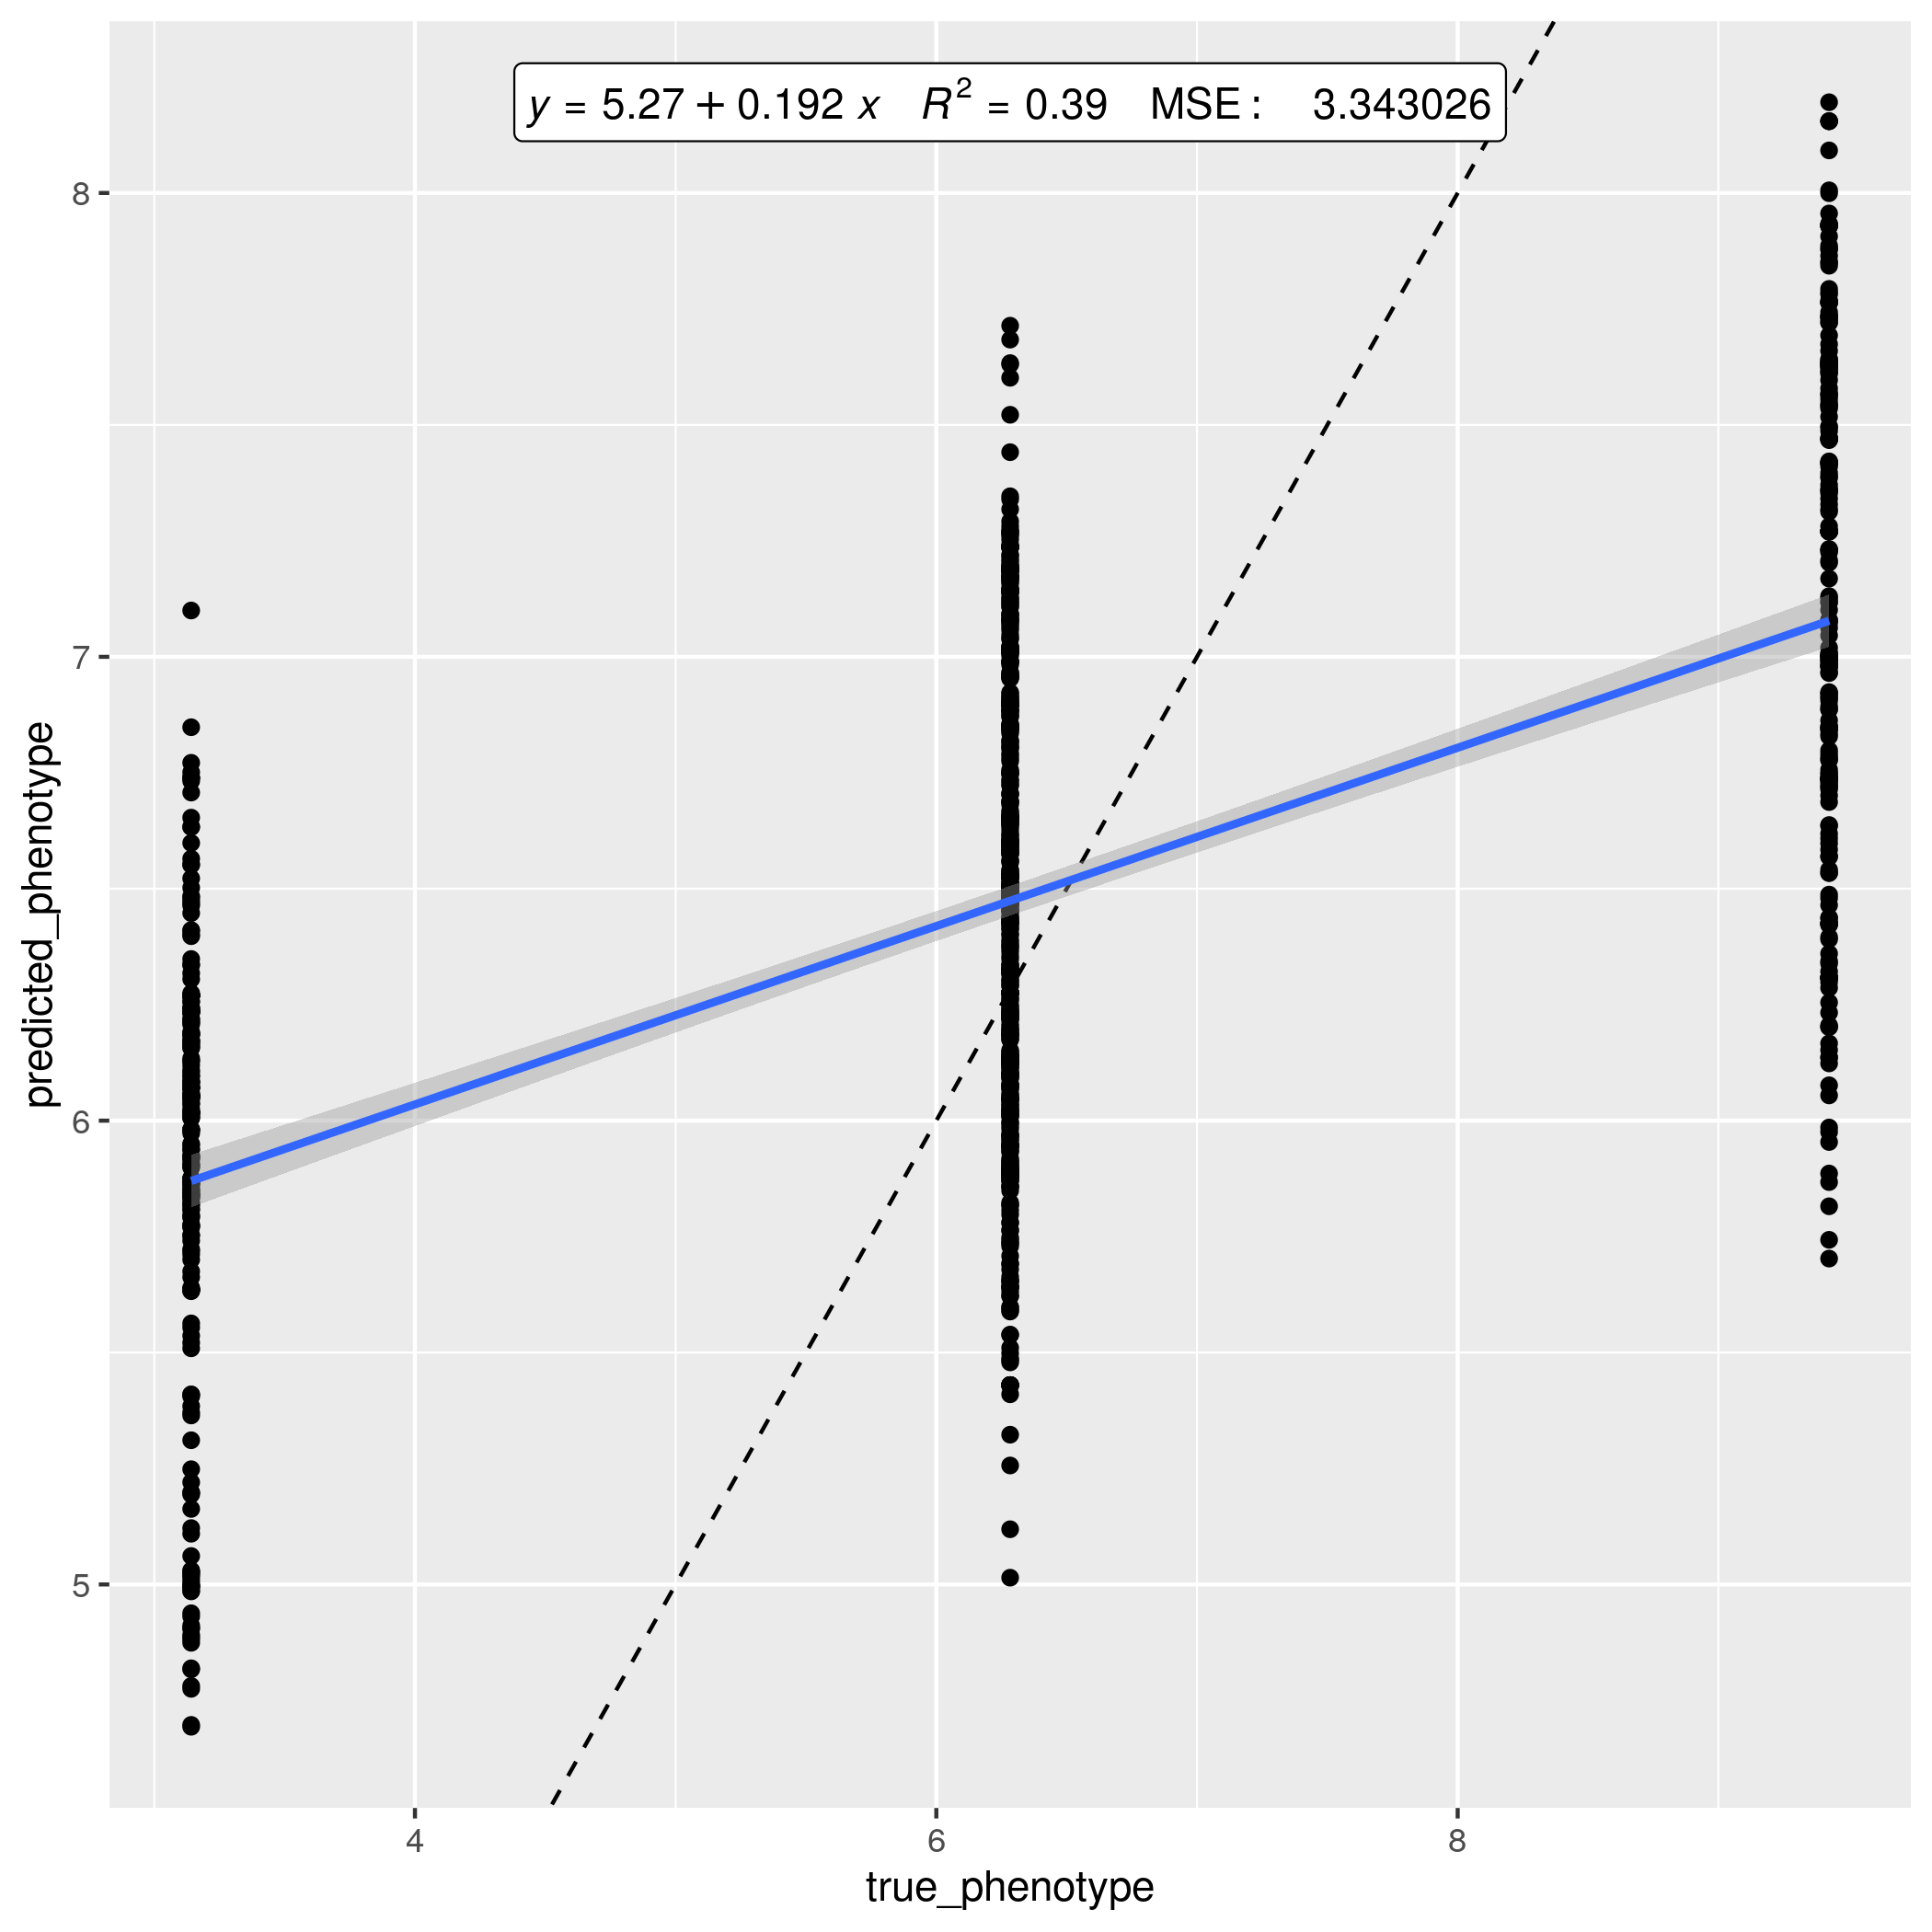 y = 5.27 + 0.192 x R² = 0.39 MSE : 3.343026
8
7
6
5
predicted_phenotype
4 6 8
true_phenotype